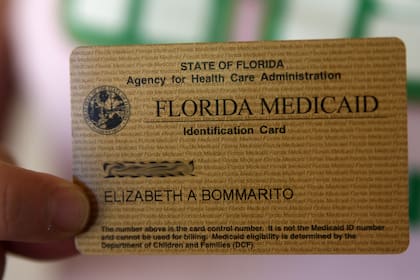 STATE OF FLORIDA
Agency for Health Care Administration
FLORIDA MEDICAID
Identification Card
ELIZABETH A BOMMARITO
The number above is the card control number. It is not the Medicaid ID number
and cannot be used for billing. Medicaid eligibility is determined by the
Department of Children and Families (DCF).